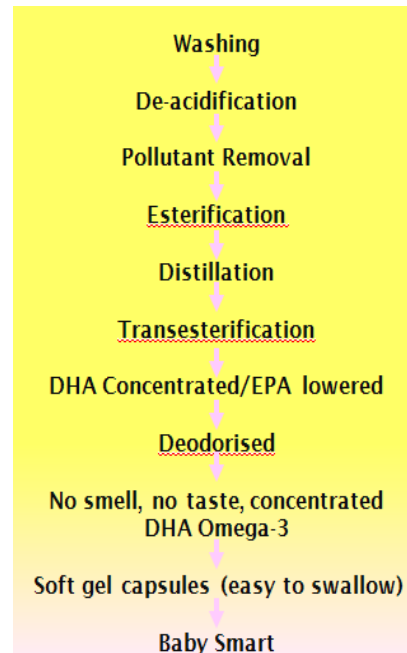 Washing
De-acidification
Pollutant Removal
Esterification
Distillation
Transesterification
DHA Concentrated/EPA lowered
Deodorised
No smell, no taste, concentrated
DHA Omega-3
Soft gel capsules (easy to swallow)
Baby Smart